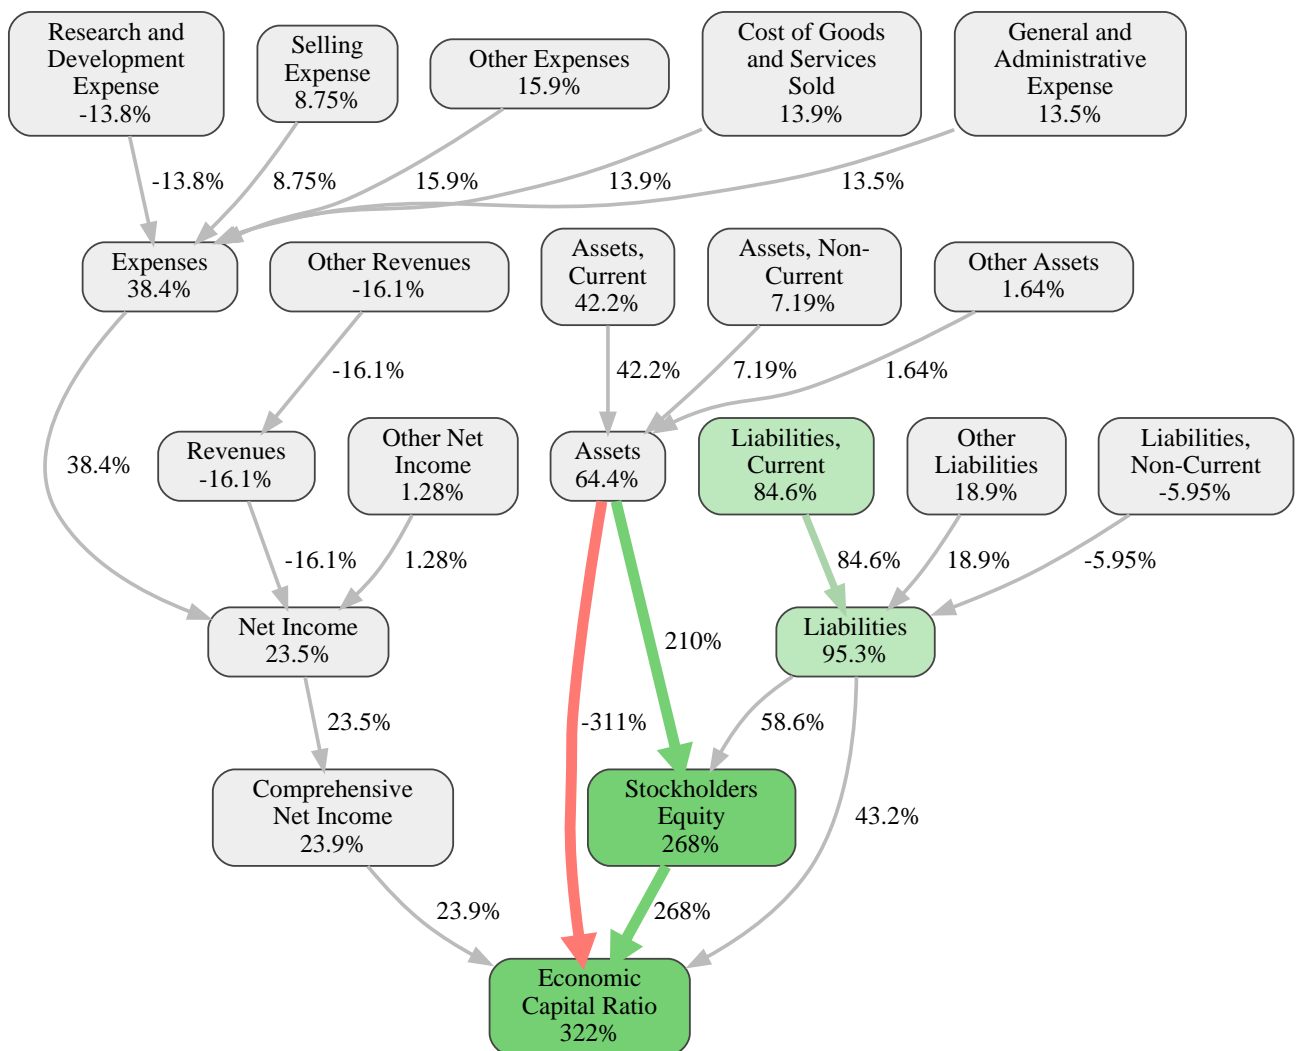 Research and
Development
Expense
-13.8%
Selling
Expense
8.75%
Other Expenses
15.9%
Cost of Goods
and Services
Sold
13.9%
General and
Administrative
Expense
13.5%
-13.8%
8.75%
15.9%
13.9%
13.5%
Expenses
38.4%
Other Revenues
-16.1%
Assets,
Current
42.2%
Assets, Non-
Current
7.19%
Other Assets
1.64%
-16.1%
42.2%
7.19%
1.64%
38.4%
Revenues
-16.1%
Other Net
Income
1.28%
Assets
64.4%
Liabilities,
Current
84.6%
Other
Liabilities
18.9%
Liabilities,
Non-Current
-5.95%
-16.1%
1.28%
84.6%
18.9%
-5.95%
Net Income
23.5%
210%
Liabilities
95.3%
23.5%
-311%
58.6%
Comprehensive
Net Income
23.9%
Stockholders
Equity
268%
43.2%
23.9%
268%
Economic
Capital Ratio
322%